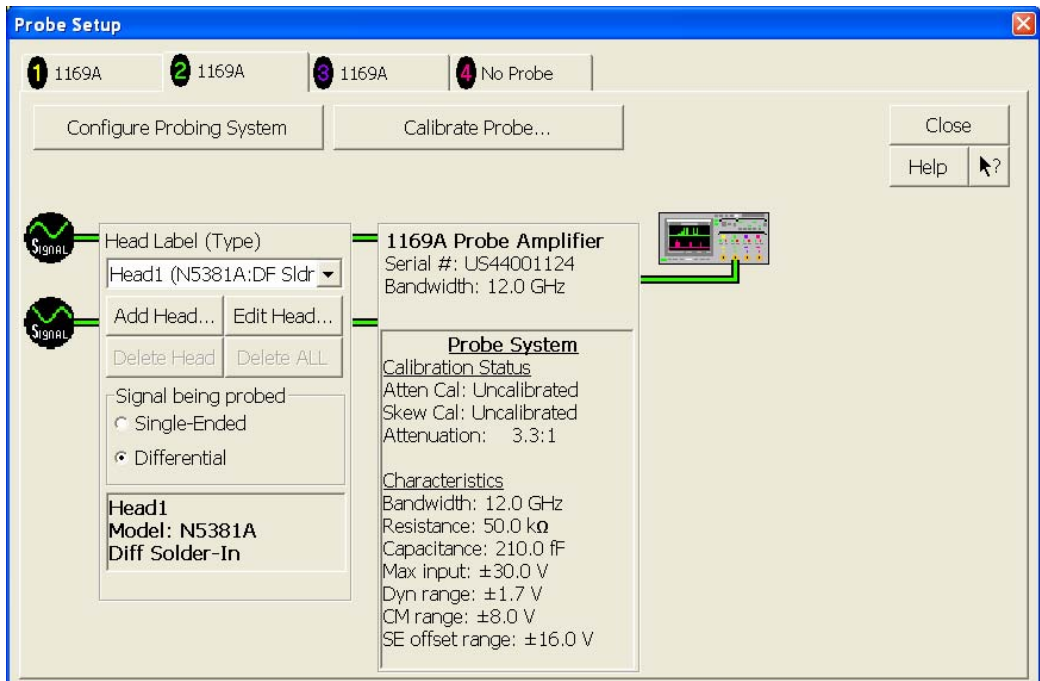 Probe Setup
1 1169A
2 1169A
3 1169A
4 No Probe
Configure Probing System
Calibrate Probe...
Close
Help
?
SIGNAL
Head Label (Type)
Head1 (N5381A:DF Sldr
SIGNAL
Add Head...
Edit Head...
Delete Head
Delete ALL
Signal being probed
Single-Ended
Differential
Head1
Model: N5381A
Diff Solder-In
1169A Probe Amplifier
Serial #: US44001124
Bandwidth: 12.0 GHz
Probe System
Calibration Status
Atten Cal: Uncalibrated
Skew Cal: Uncalibrated
Attenuation: 3.3:1
Characteristics
Bandwidth: 12.0 GHz
Resistance: 50.0 kΩ
Capacitance: 210.0 fF
Max input: ±30.0 V
Dyn range: ±1.7 V
CM range: ±8.0 V
SE offset range: ±16.0 V